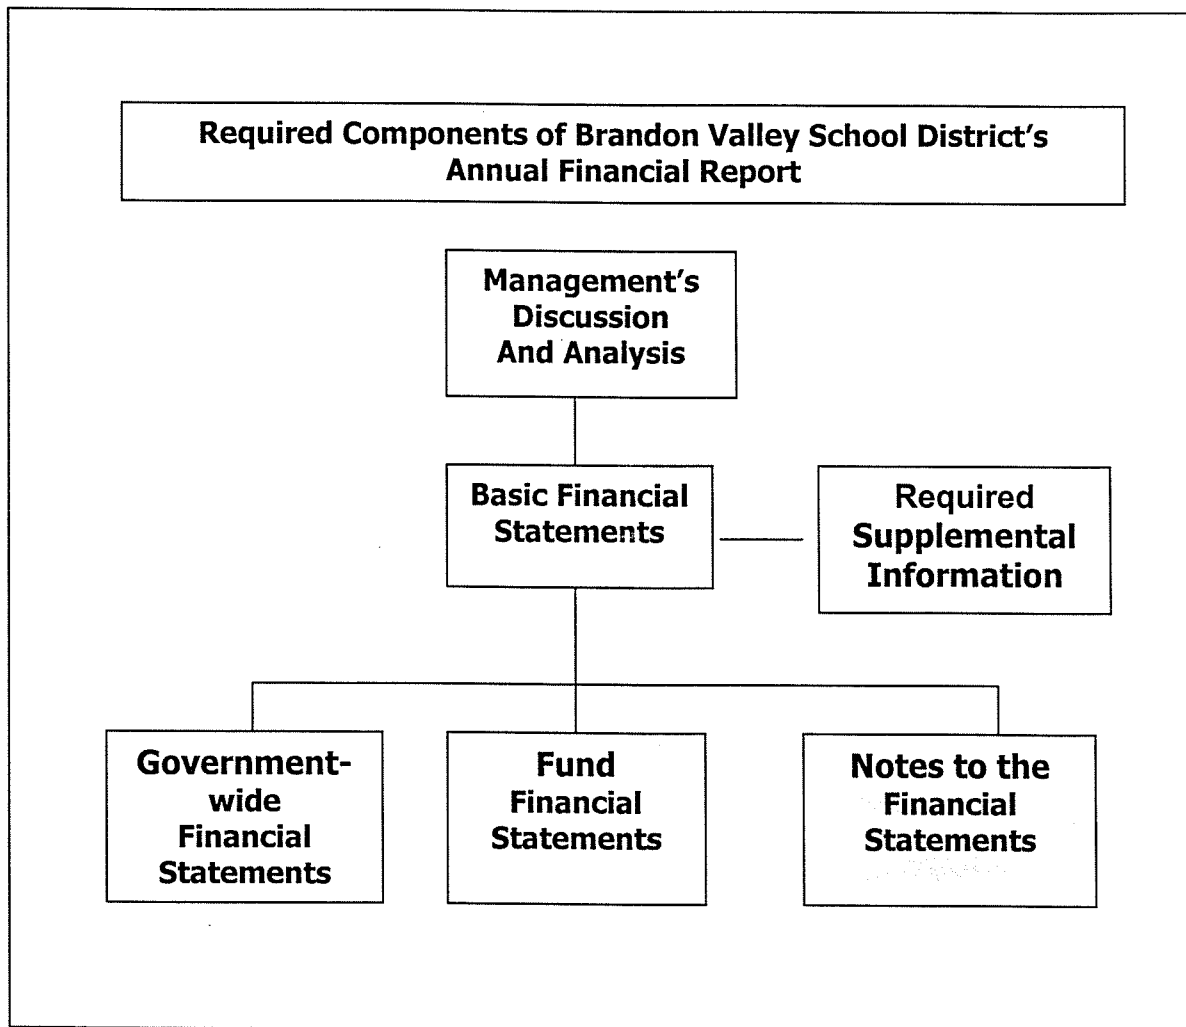 Required Components of Brandon Valley School District's
Annual Financial Report
Management's
Discussion
And Analysis
Basic Financial
Statements
Required
Supplemental
Information
Government-
wide
Financial
Statements
Fund
Financial
Statements
Notes to the
Financial
Statements